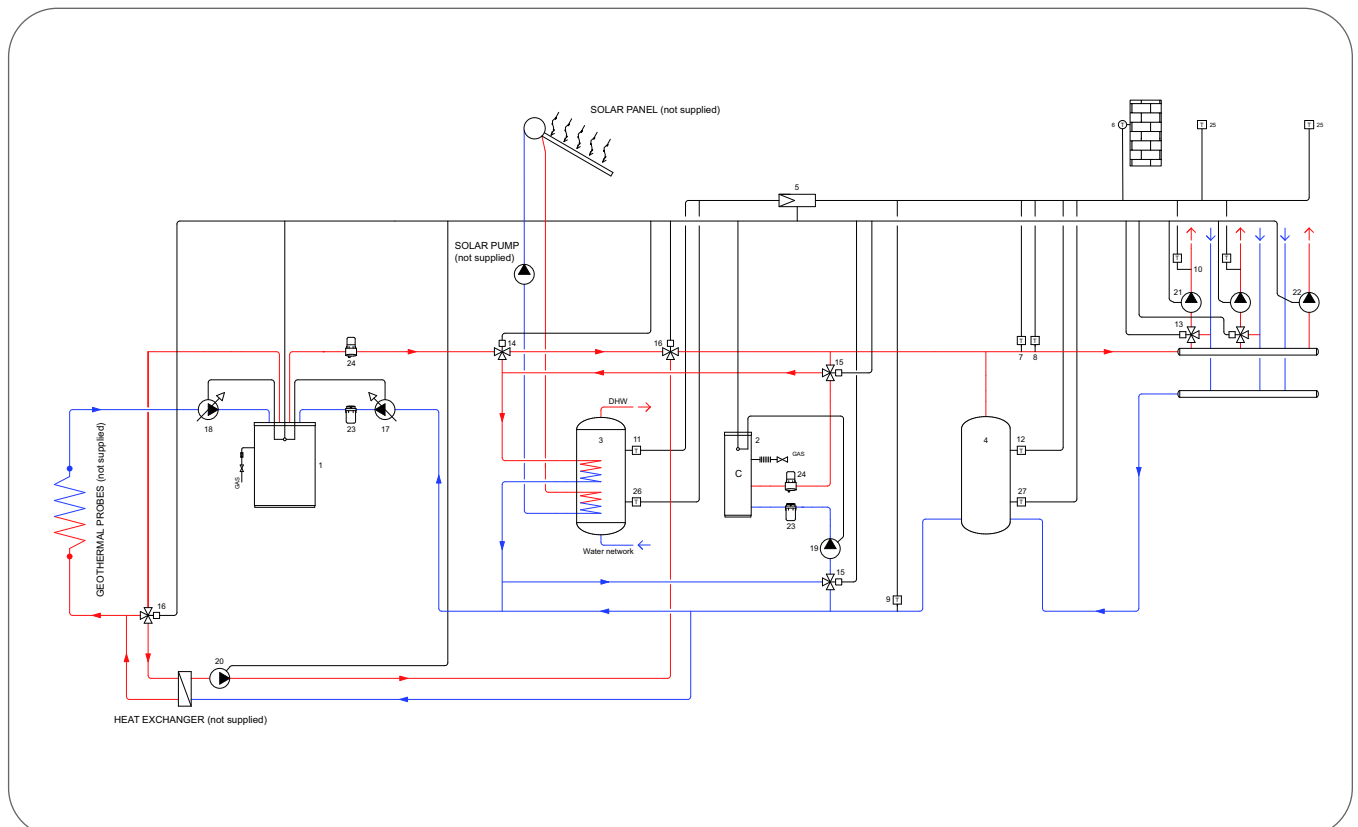 SOLAR PANEL (not supplied)
6
T
T
25
T
25
5
SOLAR PUMP
(not supplied)
T
10
T
21
22
13
14
16
24
7
T
T
8
15
DHW
18
23
17
3
11
T
2
GAS
4
12
T
1
GAS
C
24
26
T
27
T
23
GEOTHERMAL PROBES (not supplied)
Water network
19
15
9
T
16
20
HEAT EXCHANGER (not supplied)